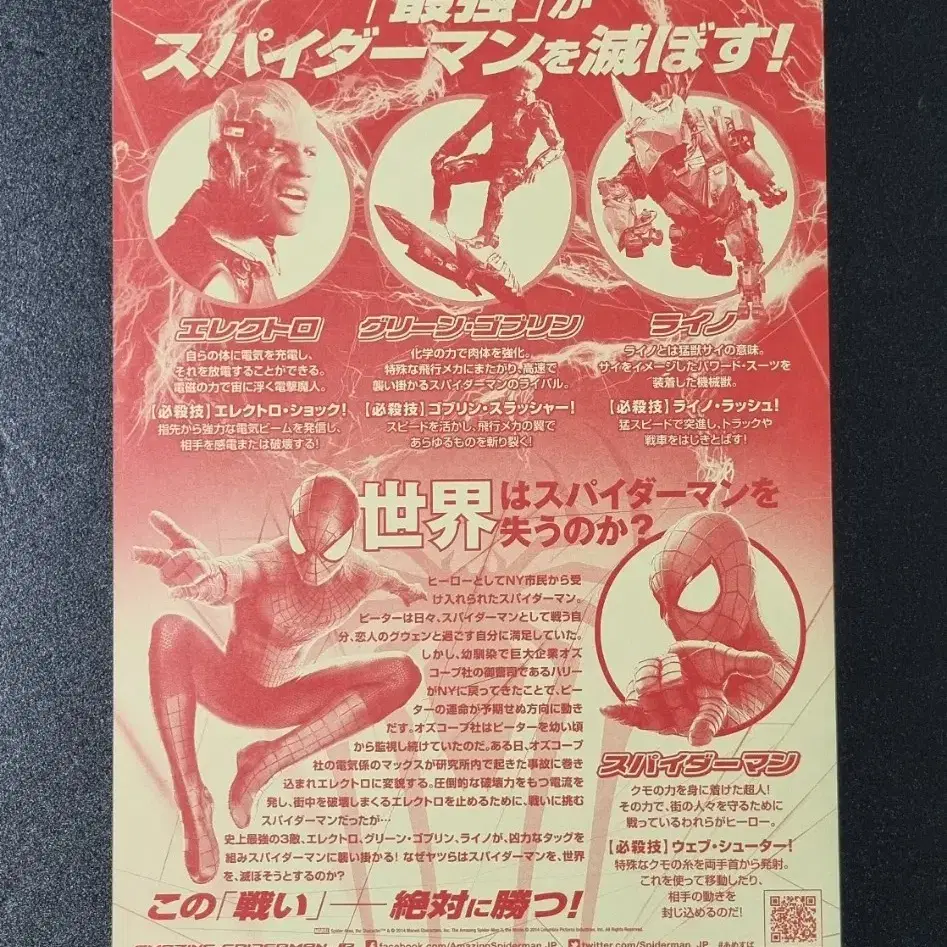 「最強」が
スパイダーマンを滅ぼす!
エレクトロ
自らの体に電気を充電し、
それを放電することができる。
電磁の力で宙に浮く電撃魔人。
【必殺技】エレクトロ・ショック!
指先から強力な電気ビームを発信し、
相手を感電または破壊する!
グリーン・ゴブリン
化学の力で肉体を強化。
特殊な飛行メカにまたがり、高速で
襲い掛かるスパイダーマンのライバル。
【必殺技】ゴブリン・スラッシャー!
スピードを活かし、飛行メカの翼で
あらゆるものを斬り裂く!
ライノ
ライノとは猛獣サイの意味。
サイをイメージしたパワード・スーツを
装着した機械獣。
【必殺技】ライノ・ラッシュ!
猛スピードで突進し、トラックや
戦車をはじきとばす!
世界はスパイダーマンを
失うのか?
ヒーローとしてNY市民から受
け入れられたスパイダーマン。
ピーターは日々、スパイダーマンとして戦う自
分、恋人のグウェンと過ごす自分に満足していた。
しかし、幼馴染で巨大企業オズ
コープ社の御曹司であるハリー
がNYに戻ってきたことで、ピー
ターの運命が予期せぬ方向に動き
だす。オズコープ社はピーターを幼い頃
から監視し続けていたのだ。ある日、オズコープ
社の電気係のマックスが研究所内で起きた事故に巻き
込まれエレクトロに変貌する。圧倒的な破壊力をもつ電流を
発し、街中を破壊しまくるエレクトロを止めるために、戦いに挑む
スパイダーマンだったが…
史上最強の3敵、エレクトロ、グリーン・ゴブリン、ライノが、凶力なタッグを
組みスパイダーマンに襲い掛かる! なぜヤツらはスパイダーマンを、世界
を、滅ぼそうとするのか?
スパイダーマン
クモの力を身に着けた超人!
その力で、街の人々を守るために
戦っているわれらがヒーロー。
【必殺技】ウェブ・シューター!
特殊なクモの糸を両手首から発射。
これを使って移動したり、
相手の動きを
封じ込めるのだ!
この「戦い」——絶対に勝つ!
facebook.com/AmazingSpiderman.JP
twitter.com/Spiderman_JP #あめすぱ